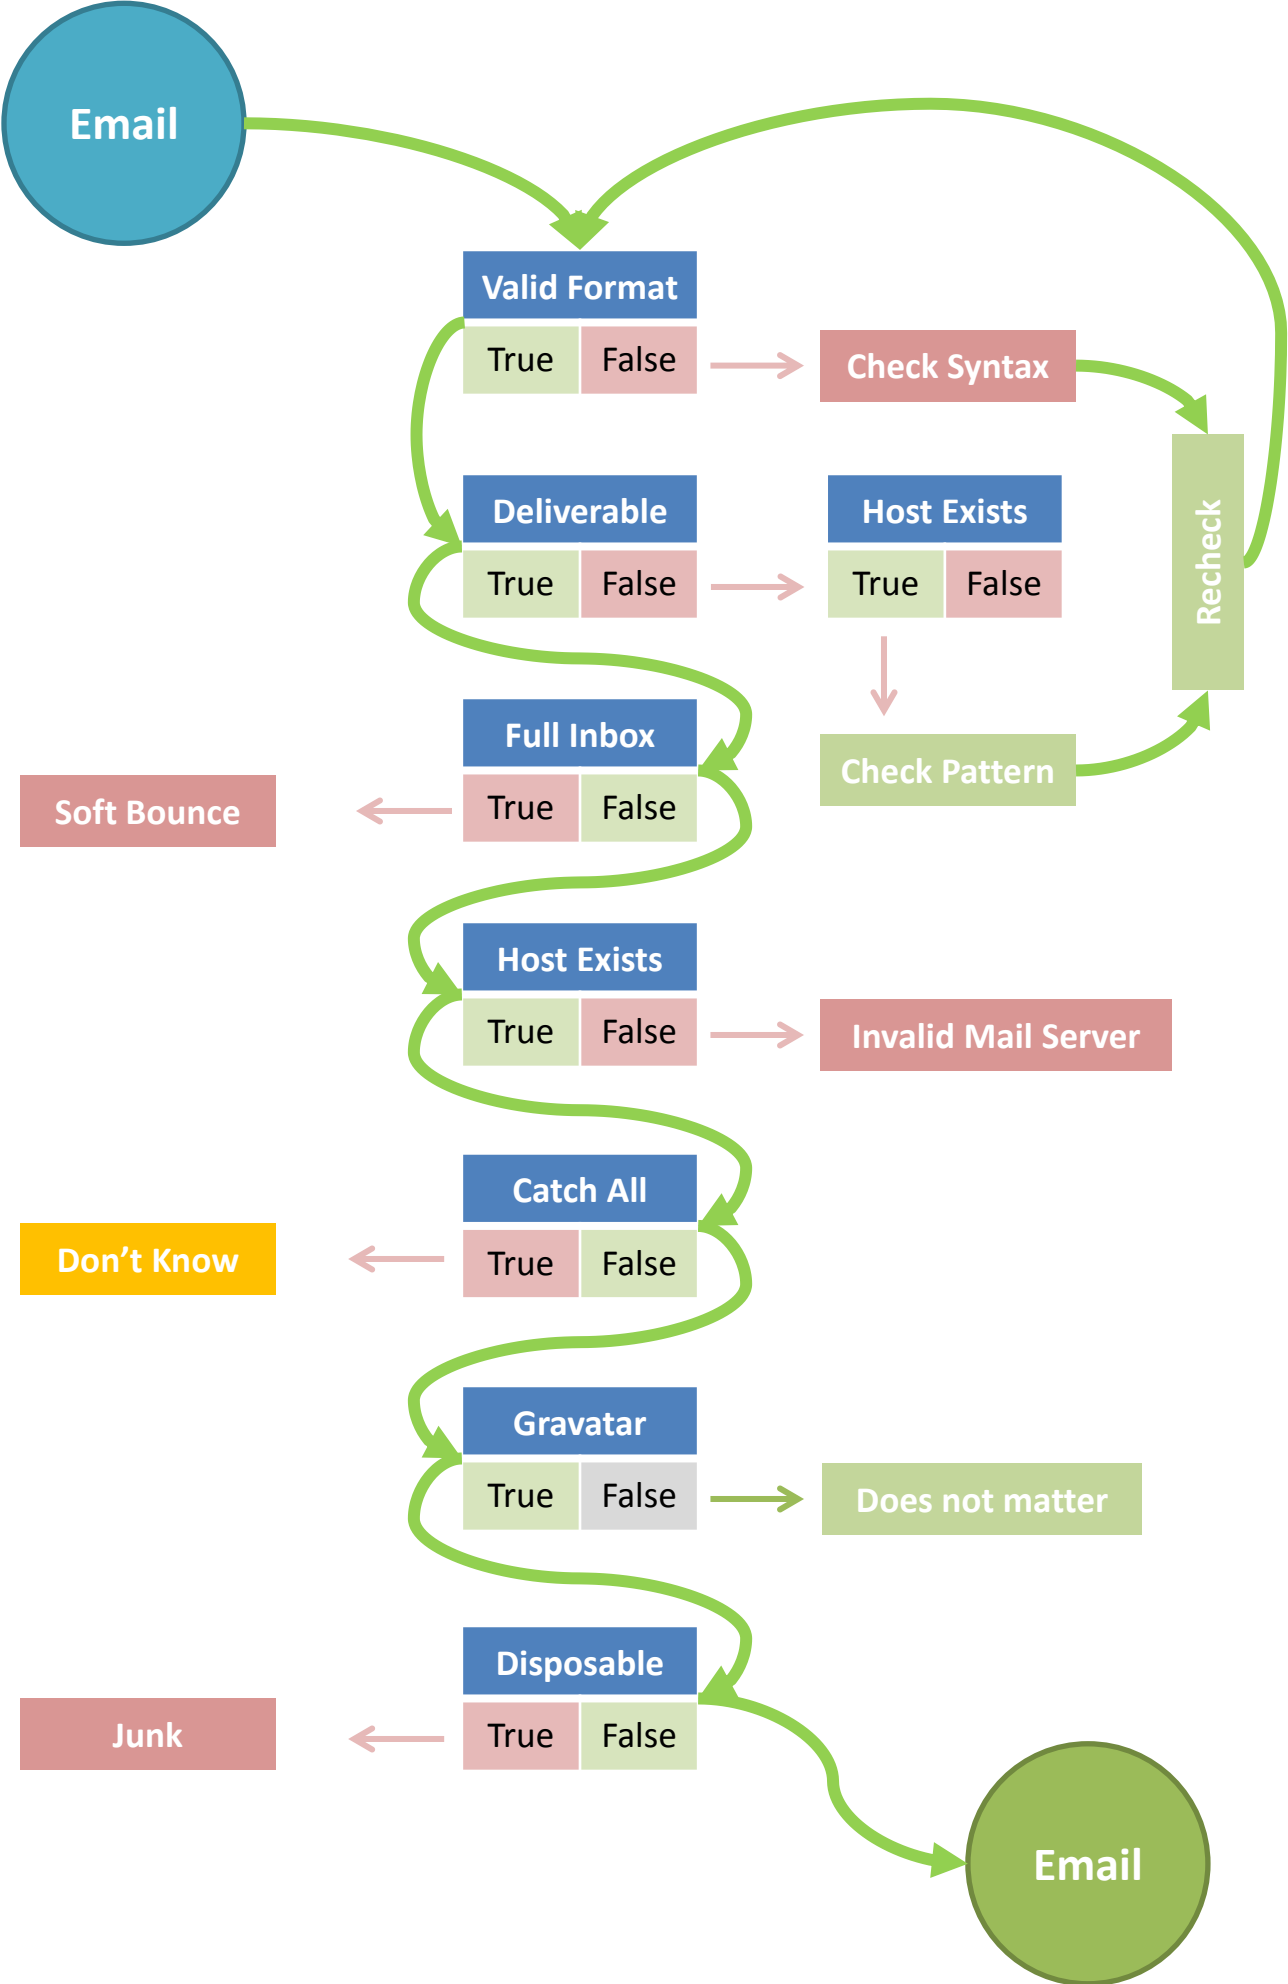 Email
Valid Format
True False
Check Syntax
Deliverable
True False
Host Exists
True False
Recheck
Check Pattern
Full Inbox
True False
Soft Bounce
Host Exists
True False
Invalid Mail Server
Catch All
True False
Don’t Know
Gravatar
True False
Does not matter
Disposable
True False
Junk
Email